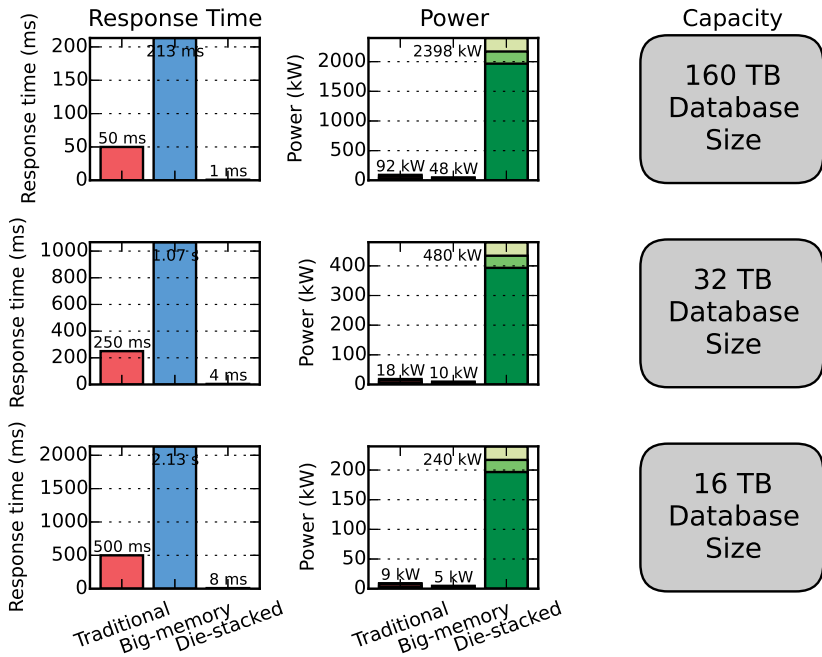 Response Time
Power
Capacity
Response time (ms)
200
150
100
50
0
50 ms
213 ms
1 ms
Power (kW)
2000
1500
1000
500
0
92 kW
48 kW
2398 kW
160 TB
Database
Size
Response time (ms)
1000
800
600
400
200
0
250 ms
1.07 s
4 ms
Power (kW)
400
300
200
100
0
18 kW
10 kW
480 kW
32 TB
Database
Size
Response time (ms)
2000
1500
1000
500
0
500 ms
2.13 s
8 ms
Traditional
Big-memory
Die-stacked
Power (kW)
200
150
100
50
0
9 kW
5 kW
240 kW
Traditional
Big-memory
Die-stacked
16 TB
Database
Size